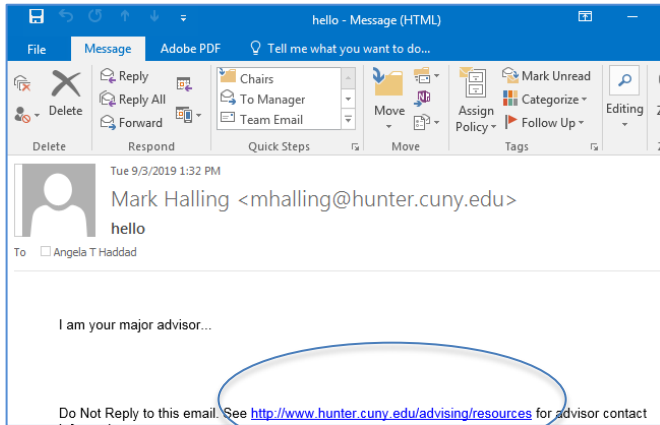 hello - Message (HTML)
File Message Adobe PDF Tell me what you want to do...
Delete
Reply
Reply All
Forward
Chairs
To Manager
Team Email
Move
Assign Policy
Mark Unread
Categorize
Follow Up
Editing
Delete Respond Quick Steps Move Tags
Tue 9/3/2019 1:32 PM
Mark Halling <mhalling@hunter.cuny.edu>
hello
To Angela T Haddad
I am your major advisor...
Do Not Reply to this email. See http://www.hunter.cuny.edu/advising/resources for advisor contact